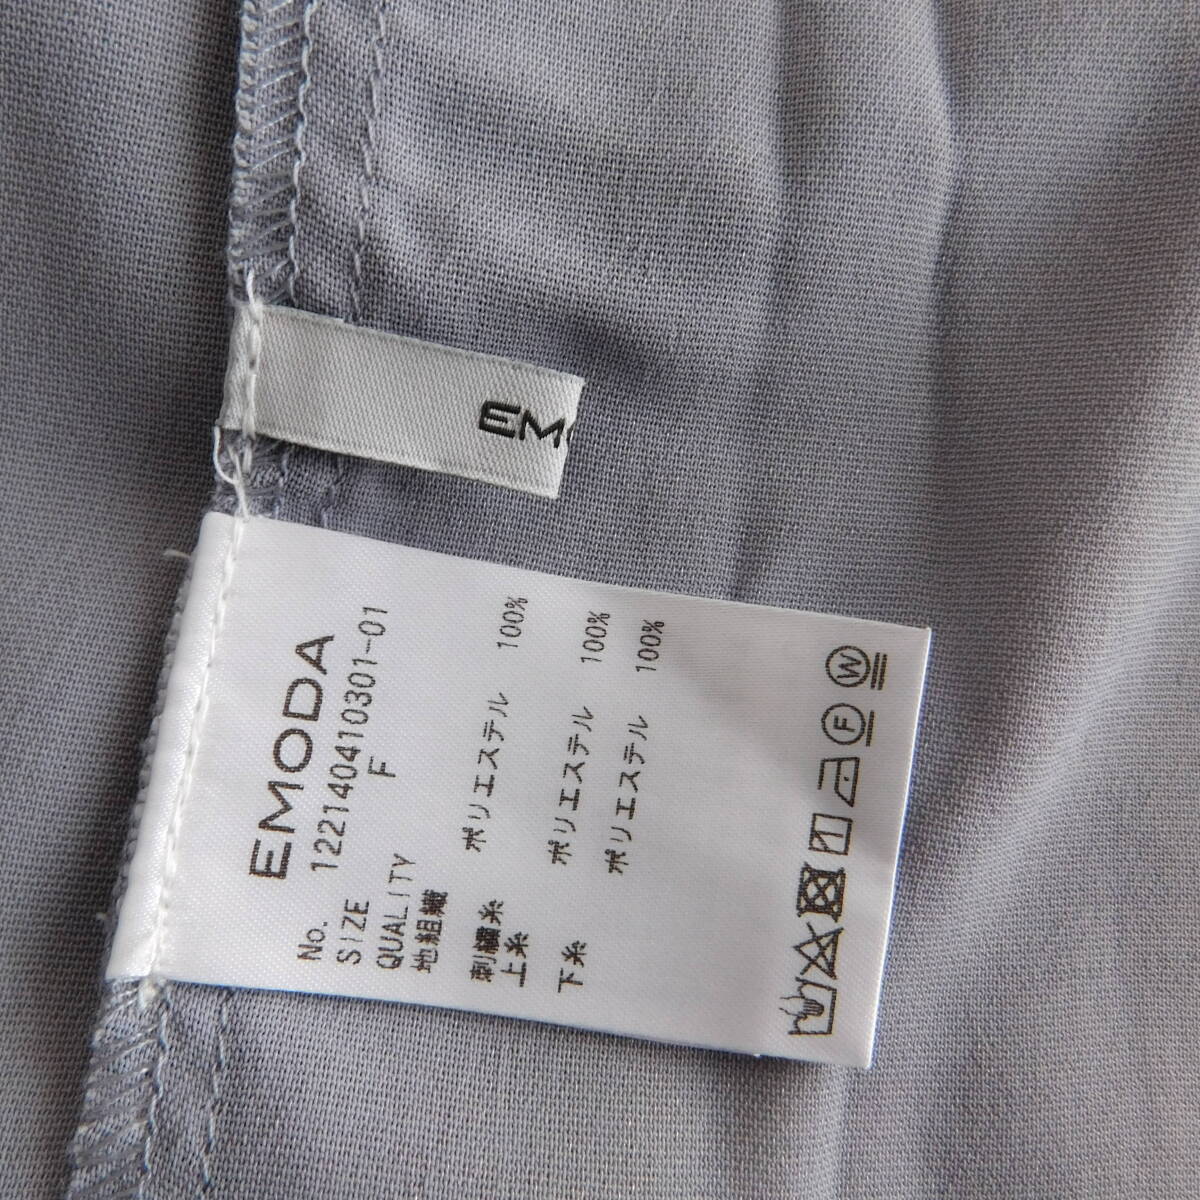 EMO
EMODA
No. 122140410301-01
SIZE F
QUALITY
地組織 ポリエステル 100%
刺繍糸
上糸 ポリエステル 100%
下糸 ポリエステル 100%
W
F